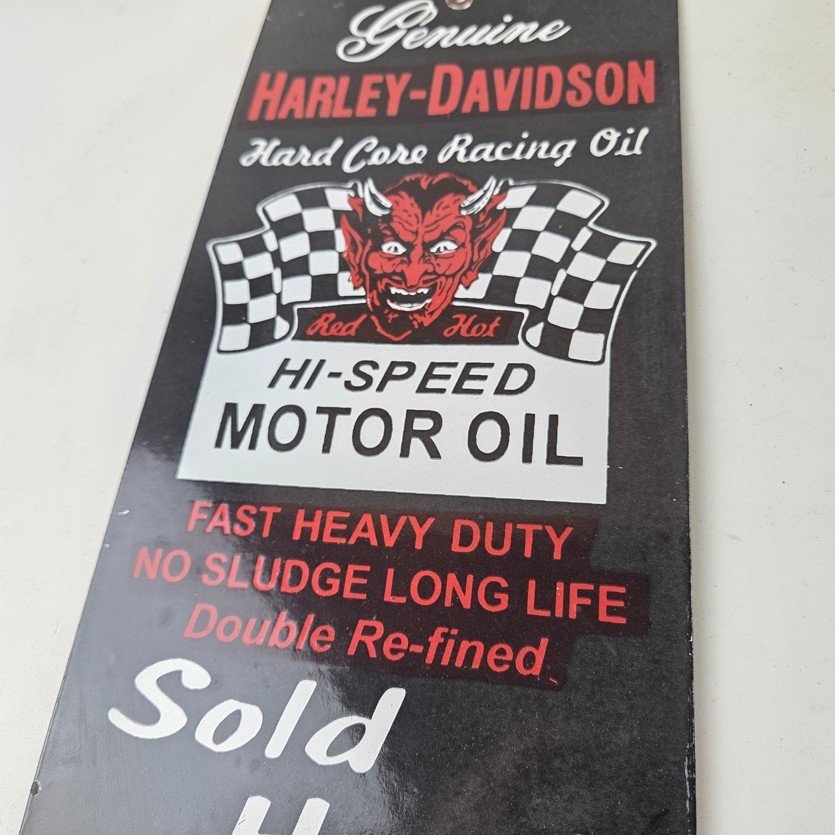 Genuine
HARLEY-DAVIDSON
Hard Core Racing Oil
Red Hot
HI-SPEED
MOTOR OIL
FAST HEAVY DUTY
NO SLUDGE LONG LIFE
Double Re-fined
Sold